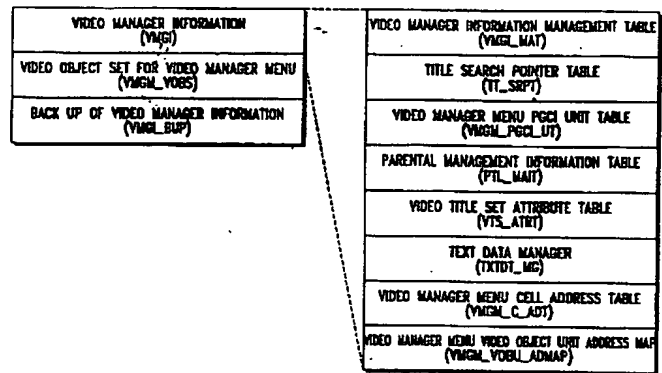 VIDEO MANAGER INFORMATION
(VMGI)
VIDEO OBJECT SET FOR VIDEO MANAGER MENU
(VMGM_VOBS)
BACK UP OF VIDEO MANAGER INFORMATION
(VMGI_BUP)
VIDEO MANAGER INFORMATION MANAGEMENT TABLE
(VMGI_MAT)
TITLE SEARCH POINTER TABLE
(TT_SRPT)
VIDEO MANAGER MENU PGCI UNIT TABLE
(VMGM_PGCI_UT)
PARENTAL MANAGEMENT INFORMATION TABLE
(PTL_MAIT)
VIDEO TITLE SET ATTRIBUTE TABLE
(VTS_ATRT)
TEXT DATA MANAGER
(TXTDT_MG)
VIDEO MANAGER MENU CELL ADDRESS TABLE
(VMGM_C_ADT)
VIDEO MANAGER MENU VIDEO OBJECT UNIT ADDRESS MAP
(VMGM_VOBU_ADMAP)